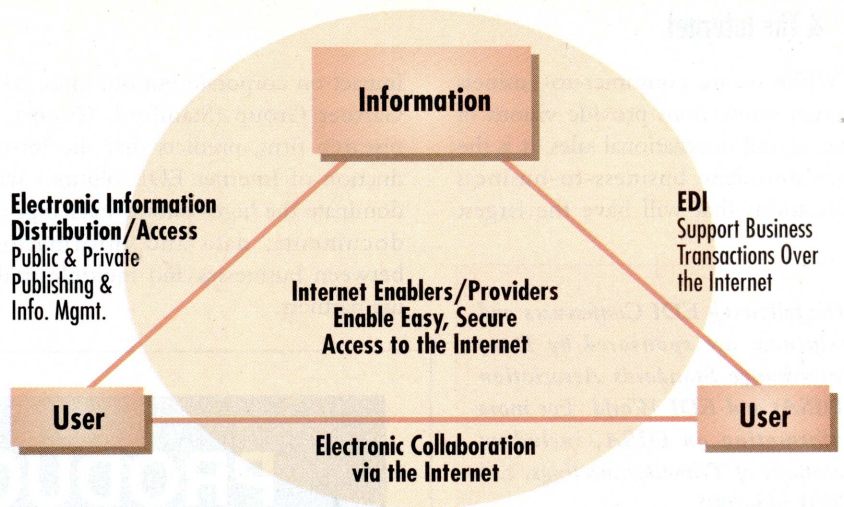 Information
Electronic Information
Distribution/Access
Public & Private
Publishing &
Info. Mgmt.
EDI
Support Business
Transactions Over
the Internet
Internet Enablers/Providers
Enable Easy, Secure
Access to the Internet
User
User
Electronic Collaboration
via the Internet